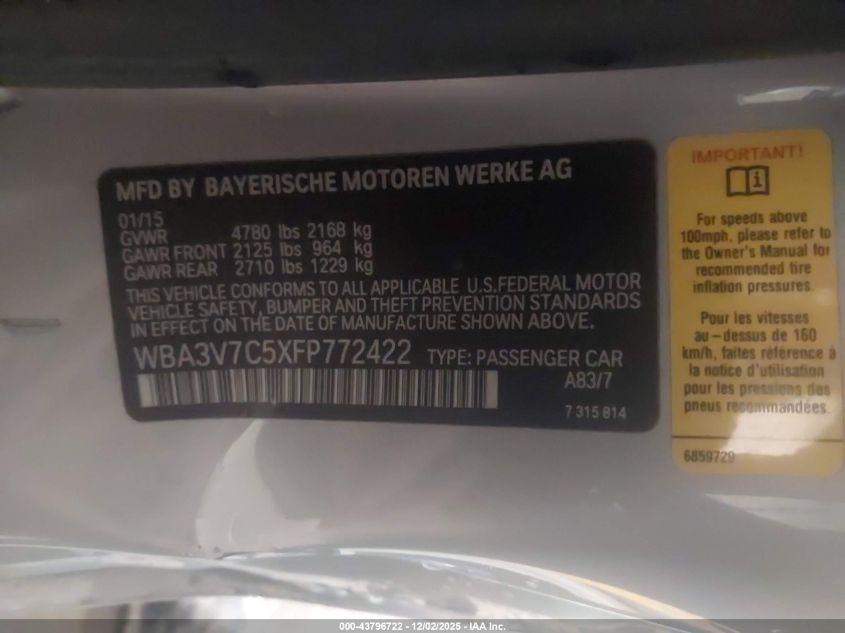 MFD BY BAYERISCHE MOTOREN WERKE AG
01/15
GVWR 4780 lbs 2168 kg
GAWR FRONT 2125 lbs 964 kg
GAWR REAR 2710 lbs 1229 kg
THIS VEHICLE CONFORMS TO ALL APPLICABLE U.S.FEDERAL MOTOR
VEHICLE SAFETY, BUMPER AND THEFT PREVENTION STANDARDS
IN EFFECT ON THE DATE OF MANUFACTURE SHOWN ABOVE.
WBA3V7C5XFP772422 TYPE: PASSENGER CAR
A83/7
7 315 814
IMPORTANT!
i
For speeds above
100mph, please refer to
the Owner's Manual for
recommended tire
inflation pressures.
Pour les vitesses
au-dessus de 160
km/h, faites référence à
la notice d'utilisation
pour les pressions des
pneus recommandées.
6859729
000-43796722 - 12/02/2025 - IAA Inc.